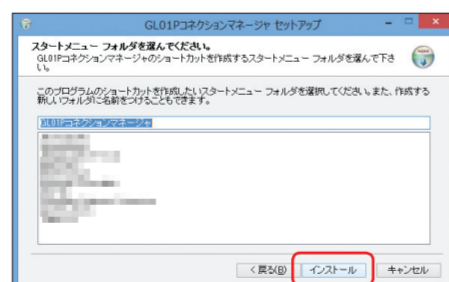 GL01Pコネクションマネージャ セットアップ
スタートメニュー フォルダを選んでください。
GL01Pコネクションマネージャのショートカットを作成するスタートメニュー フォルダを選んで下さ
い。
このプログラムのショートカットを作成したいスタートメニュー フォルダを選択してください。また、作成する
新しいフォルダに名前をつけることもできます。
GL01Pコネクションマネージャ
< 戻る(B)
インストール
キャンセル